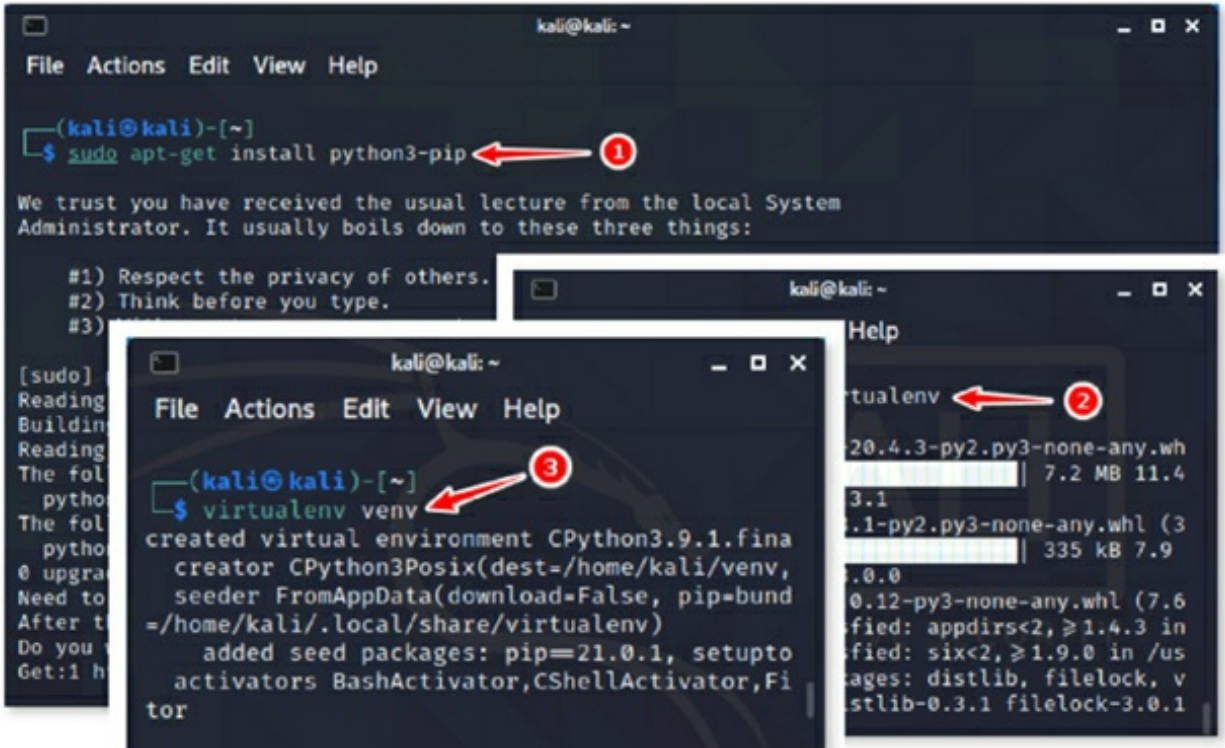 kali@kali: ~
File Actions Edit View Help
(kali㉿kali)-[~]
$ sudo apt-get install python3-pip
1
We trust you have received the usual lecture from the local System
Administrator. It usually boils down to these three things:
#1) Respect the privacy of others.
#2) Think before you type.
#3)
[sudo]
Reading
Buildin
Reading
The fol
pytho
The fol
pytho
0 upgra
Need to
After t
Do you
Get:1 h
kali@kali: ~
Help
rtualenv
2
-20.4.3-py2.py3-none-any.wh
| 7.2 MB 11.4
3.1
.1-py2.py3-none-any.whl (3
| 335 kB 7.9
.0.0
0.12-py3-none-any.whl (7.6
fied: appdirs<2,≥1.4.3 in
sfied: six<2,≥1.9.0 in /us
kages: distlib, filelock, v
stlib-0.3.1 filelock-3.0.1
kali@kali: ~
File Actions Edit View Help
3
(kali㉿kali)-[~]
$ virtualenv venv
created virtual environment CPython3.9.1.fina
creator CPython3Posix(dest=/home/kali/venv,
seeder FromAppData(download=False, pip=bund
=/home/kali/.local/share/virtualenv)
added seed packages: pip==21.0.1, setupto
activators BashActivator,CShellActivator,Fi
tor